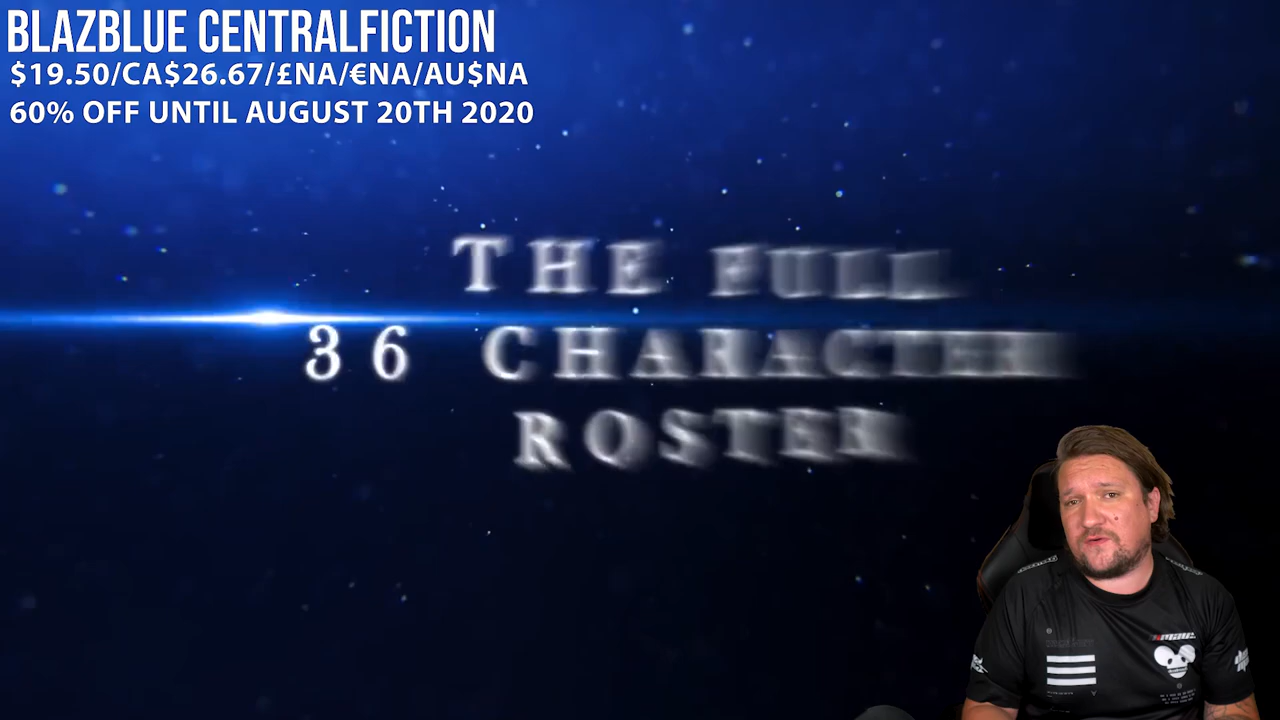 BLAZBLUE CENTRALFICTION
$19.50/CA$26.67/£NA/€NA/AU$NA
60% OFF UNTIL AUGUST 20TH 2020
THE FULL
36 CHARACTER
ROSTER